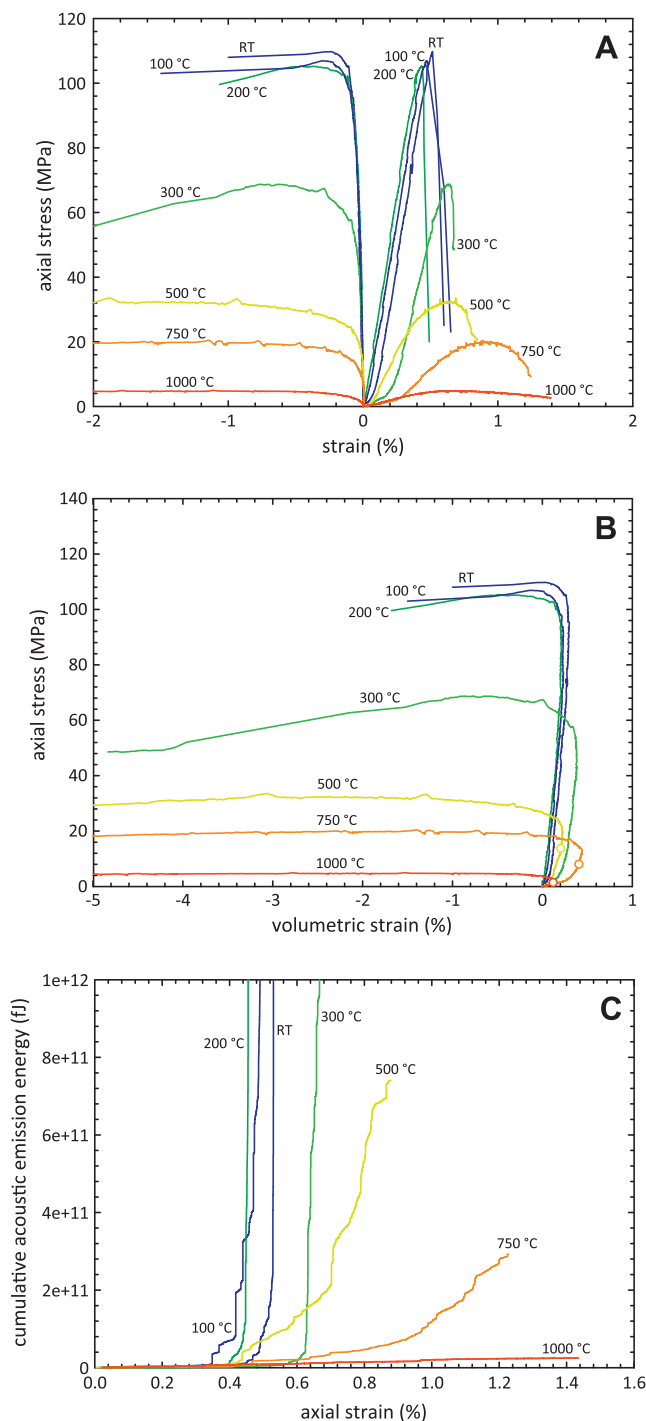 A
120
100
80
60
40
20
0
axial stress (MPa)
RT
100 °C
200 °C
300 °C
500 °C
750 °C
1000 °C
RT
100 °C
200 °C
300 °C
500 °C
750 °C
1000 °C
-2 -1 0 1 2
strain (%)
B
140
120
100
80
60
40
20
0
axial stress (MPa)
RT
100 °C
200 °C
300 °C
500 °C
750 °C
1000 °C
-5 -4 -3 -2 -1 0 1
volumetric strain (%)
C
1e+12
8e+11
6e+11
4e+11
2e+11
0
cumulative acoustic emission energy (fJ)
200 °C
RT
300 °C
500 °C
750 °C
100 °C
1000 °C
0.0 0.2 0.4 0.6 0.8 1.0 1.2 1.4 1.6
axial strain (%)